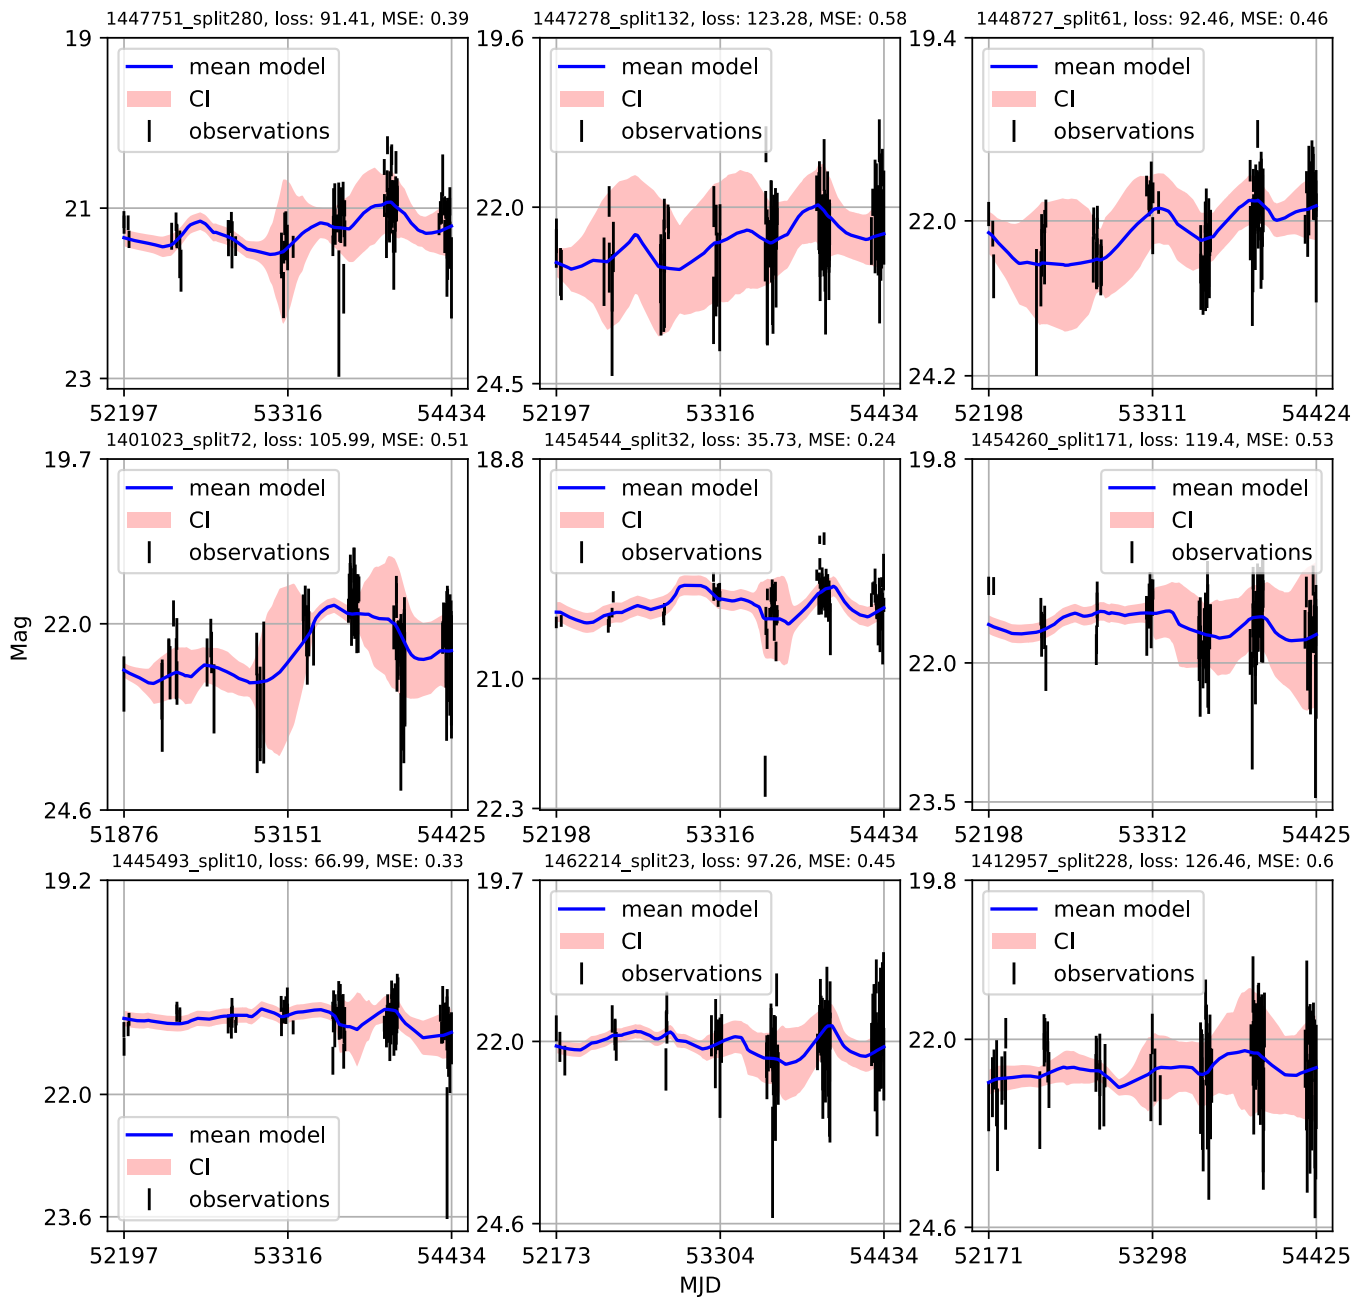 1447751_split280, loss: 91.41, MSE: 0.39
19
21
23
mean model
CI
observations
52197
53316
54434
1447278_split132, loss: 123.28, MSE: 0.58
19.6
22.0
24.5
mean model
CI
observations
52197
53316
54434
1448727_split61, loss: 92.46, MSE: 0.46
19.4
22.0
24.2
mean model
CI
observations
52198
53311
54424
1401023_split72, loss: 105.99, MSE: 0.51
19.7
22.0
24.6
Mag
mean model
CI
observations
51876
53151
54425
1454544_split32, loss: 35.73, MSE: 0.24
18.8
21.0
22.3
mean model
CI
observations
52198
53316
54434
1454260_split171, loss: 119.4, MSE: 0.53
19.8
22.0
23.5
mean model
CI
observations
52198
53312
54425
1445493_split10, loss: 66.99, MSE: 0.33
19.2
22.0
23.6
mean model
CI
observations
52197
53316
54434
1462214_split23, loss: 97.26, MSE: 0.45
19.7
22.0
24.6
mean model
CI
observations
52173
53304
54434
MJD
1412957_split228, loss: 126.46, MSE: 0.6
19.8
22.0
24.6
mean model
CI
observations
52171
53298
54425